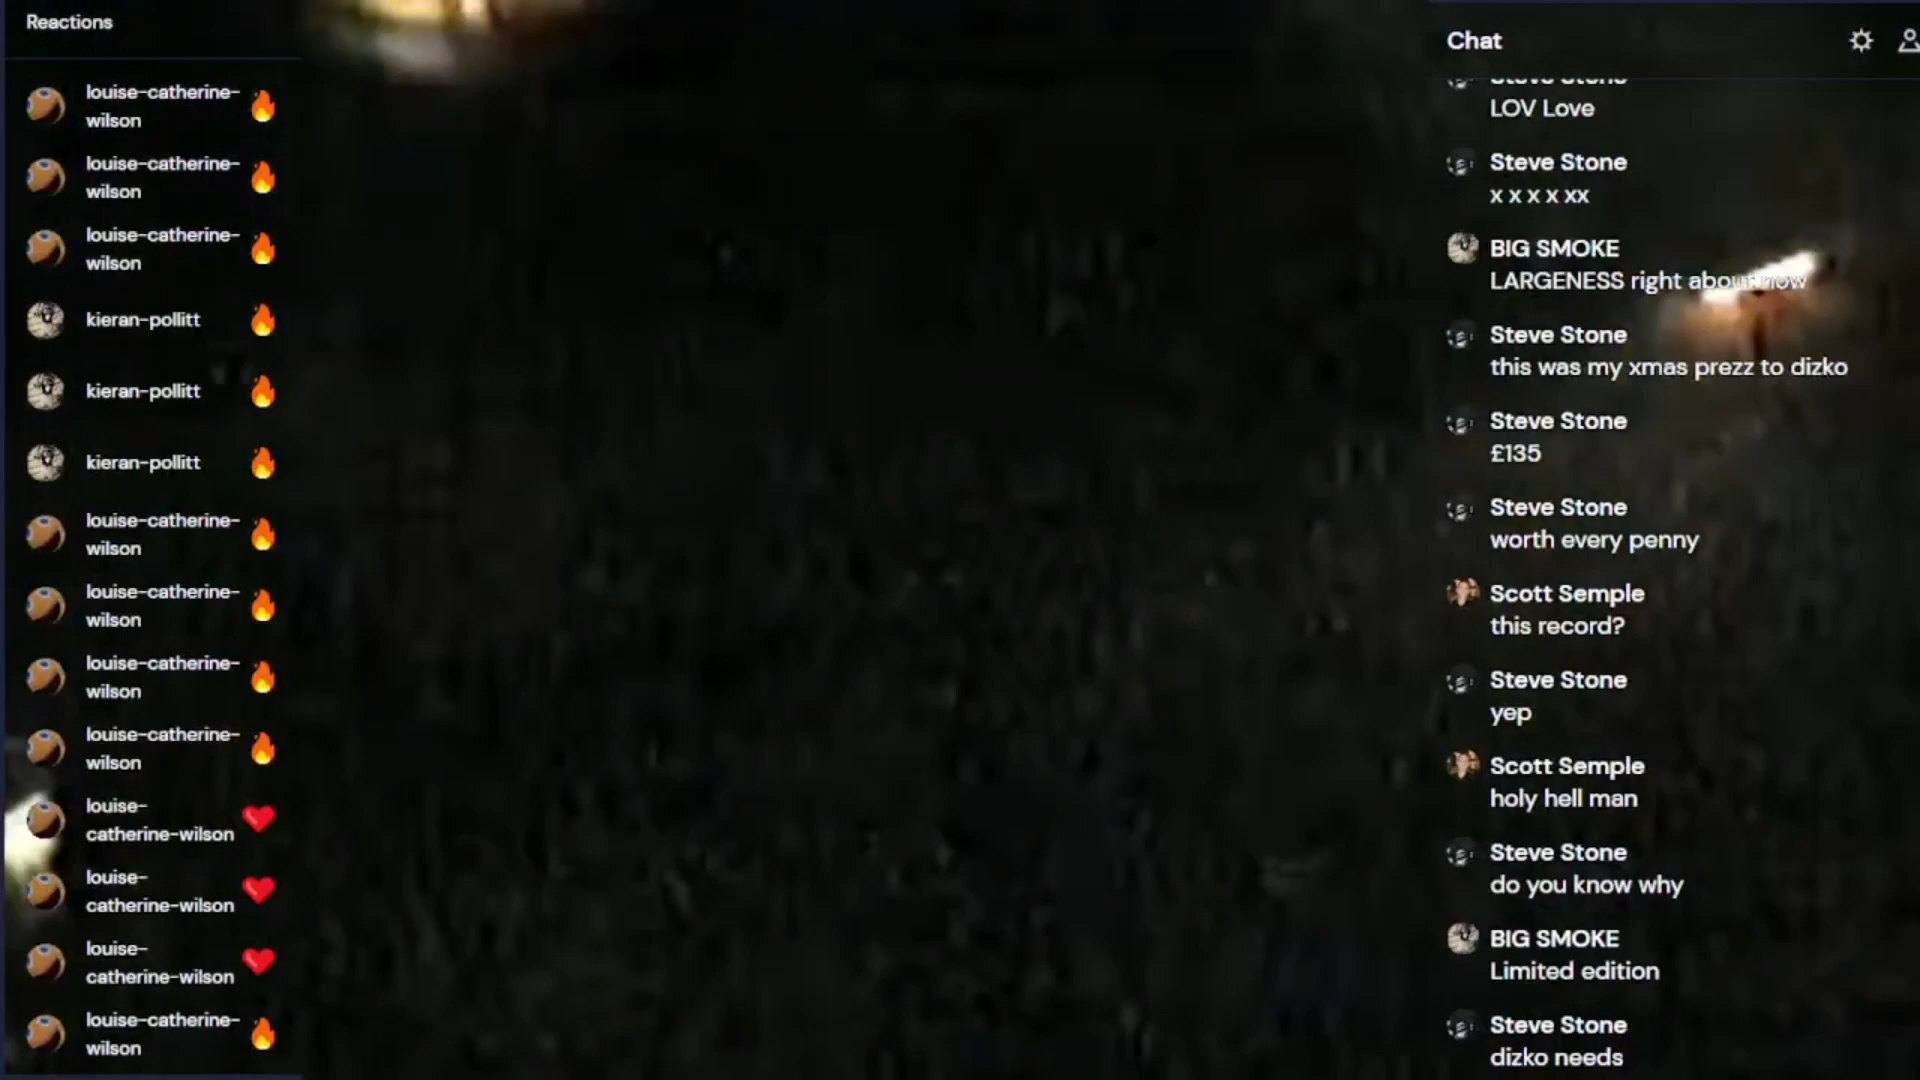 Reactions
louise-catherine-
wilson
louise-catherine-
wilson
louise-catherine-
wilson
kieran-pollitt
kieran-pollitt
kieran-pollitt
louise-catherine-
wilson
louise-catherine-
wilson
louise-catherine-
wilson
louise-catherine-
wilson
louise-
catherine-wilson
louise-
catherine-wilson
louise-
catherine-wilson
louise-catherine-
wilson
Chat
Steve Stone
LOV Love
Steve Stone
x x x x xx
BIG SMOKE
LARGENESS right about now
Steve Stone
this was my xmas prezz to dizko
Steve Stone
£135
Steve Stone
worth every penny
Scott Semple
this record?
Steve Stone
yep
Scott Semple
holy hell man
Steve Stone
do you know why
BIG SMOKE
Limited edition
Steve Stone
dizko needs